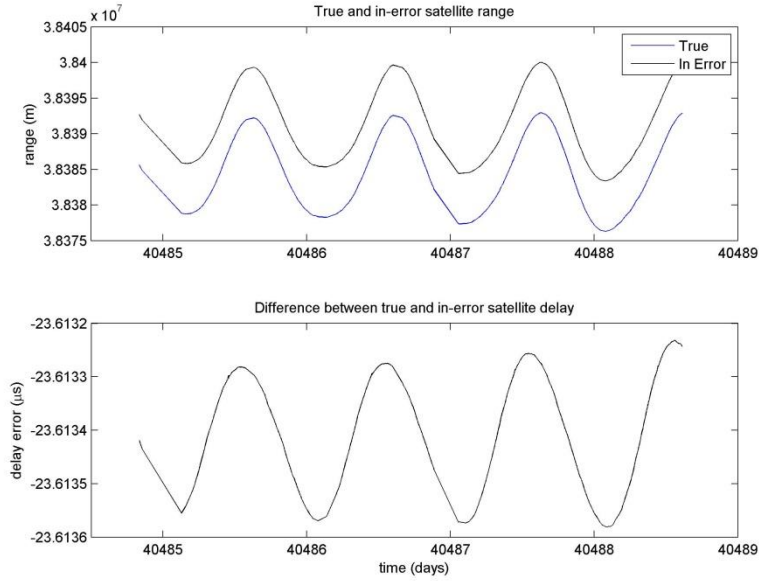 True and in-error satellite range
x 10^7
3.8405
3.84
3.8395
3.839
3.8385
3.838
3.8375
range (m)
True
In Error
40485
40486
40487
40488
40489
Difference between true and in-error satellite delay
-23.6132
-23.6133
-23.6134
-23.6135
-23.6136
delay error (μs)
40485
40486
40487
40488
40489
time (days)